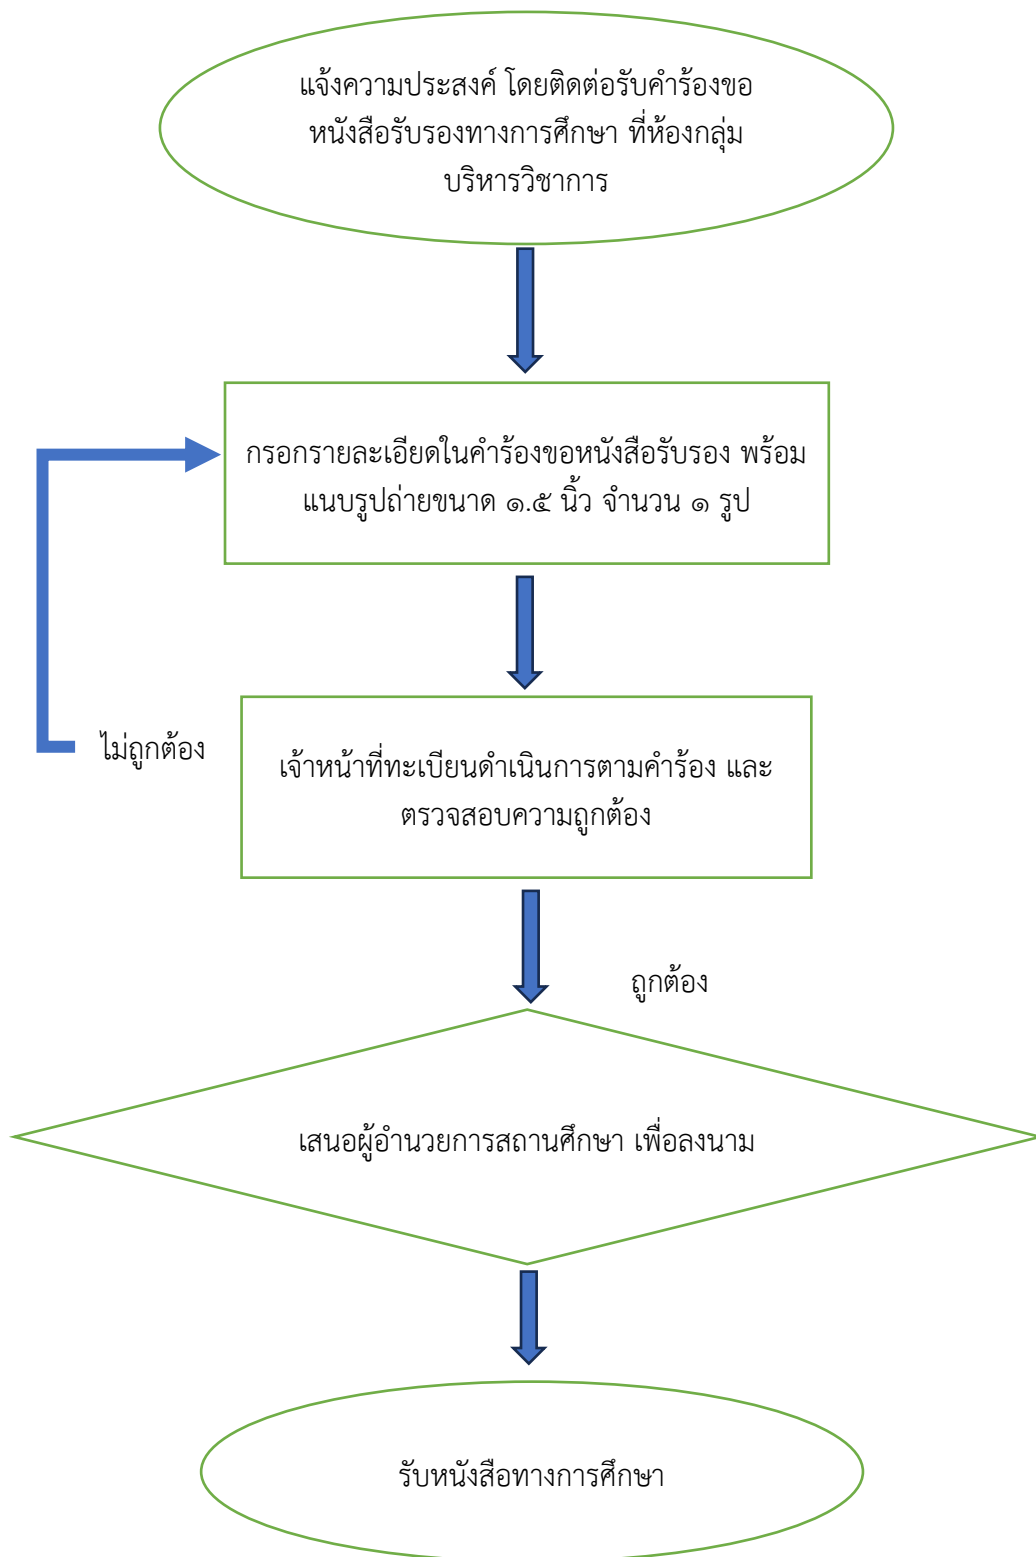 แจ้งความประสงค์ โดยติดต่อรับคำร้องขอ
หนังสือรับรองทางการศึกษา ที่ห้องกลุ่ม
บริหารวิชาการ
กรอกรายละเอียดในคำร้องขอหนังสือรับรอง พร้อม
แนบรูปถ่ายขนาด ๑.๕ นิ้ว จำนวน ๑ รูป
ไม่ถูกต้อง
เจ้าหน้าที่ทะเบียนดำเนินการตามคำร้อง และ
ตรวจสอบความถูกต้อง
ถูกต้อง
เสนอผู้อำนวยการสถานศึกษา เพื่อลงนาม
รับหนังสือทางการศึกษา